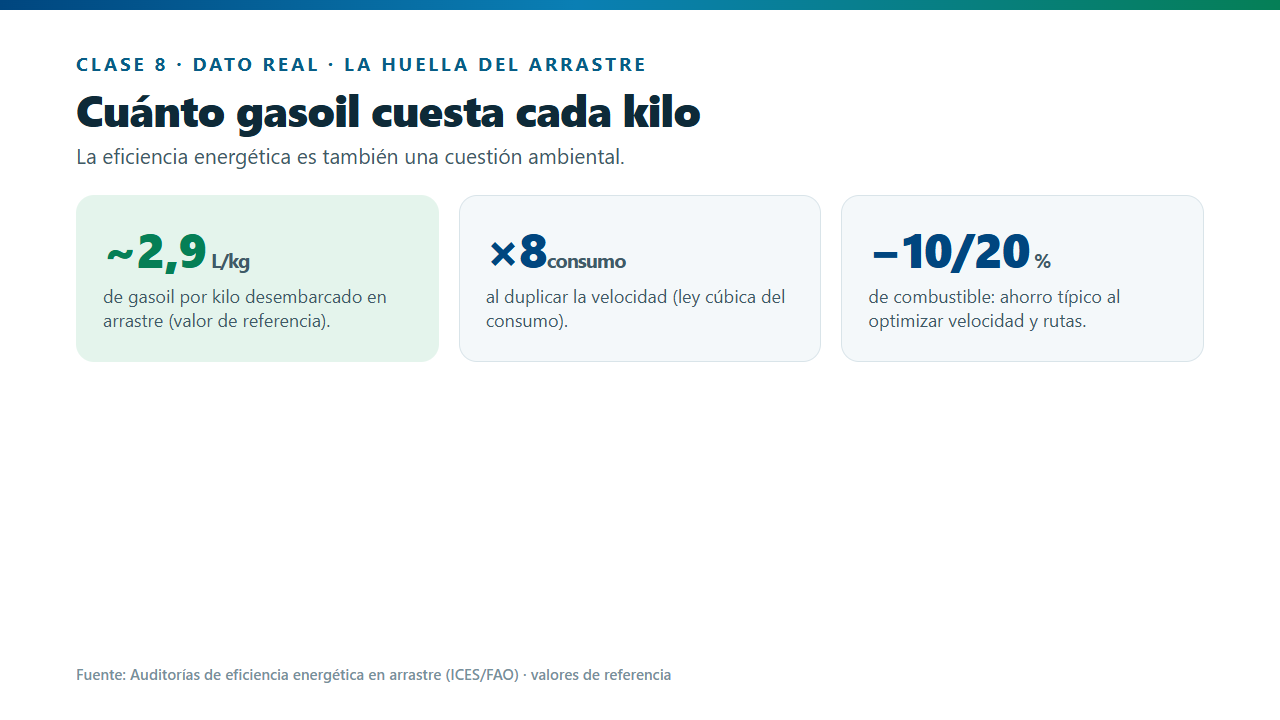 CLASE 8 · DATO REAL · LA HUELLA DEL ARRASTRE
Cuánto gasoil cuesta cada kilo
La eficiencia energética es también una cuestión ambiental.
~2,9 L/kg
de gasoil por kilo desembarcado en
arrastre (valor de referencia).
×8consumo
al duplicar la velocidad (ley cúbica del
consumo).
−10/20 %
de combustible: ahorro típico al
optimizar velocidad y rutas.
Fuente: Auditorías de eficiencia energética en arrastre (ICES/FAO) · valores de referencia